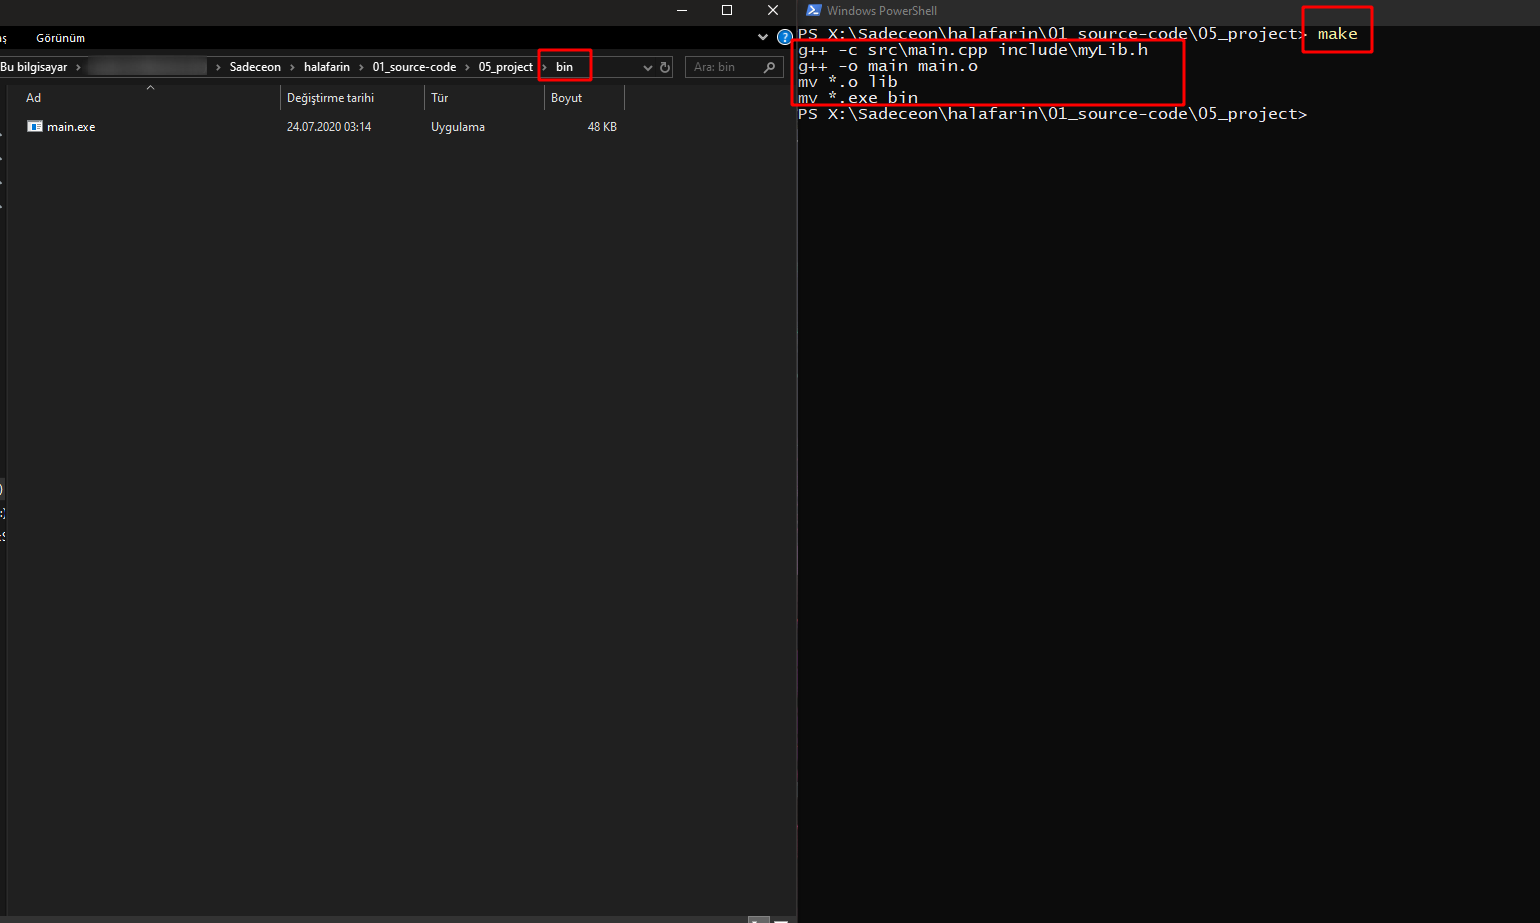 Görünüm
Bu bilgisayar > > Sadeceon > halafarin > 01_source-code > 05_project > bin
Ara: bin
Ad Değiştirme tarihi Tür Boyut
main.exe 24.07.2020 03:14 Uygulama 48 KB
Windows PowerShell
PS X:\Sadeceon\halafarin\01_source-code\05_project> make
g++ -c src\main.cpp include\myLib.h
g++ -o main main.o
mv *.o lib
mv *.exe bin
PS X:\Sadeceon\halafarin\01_source-code\05_project>